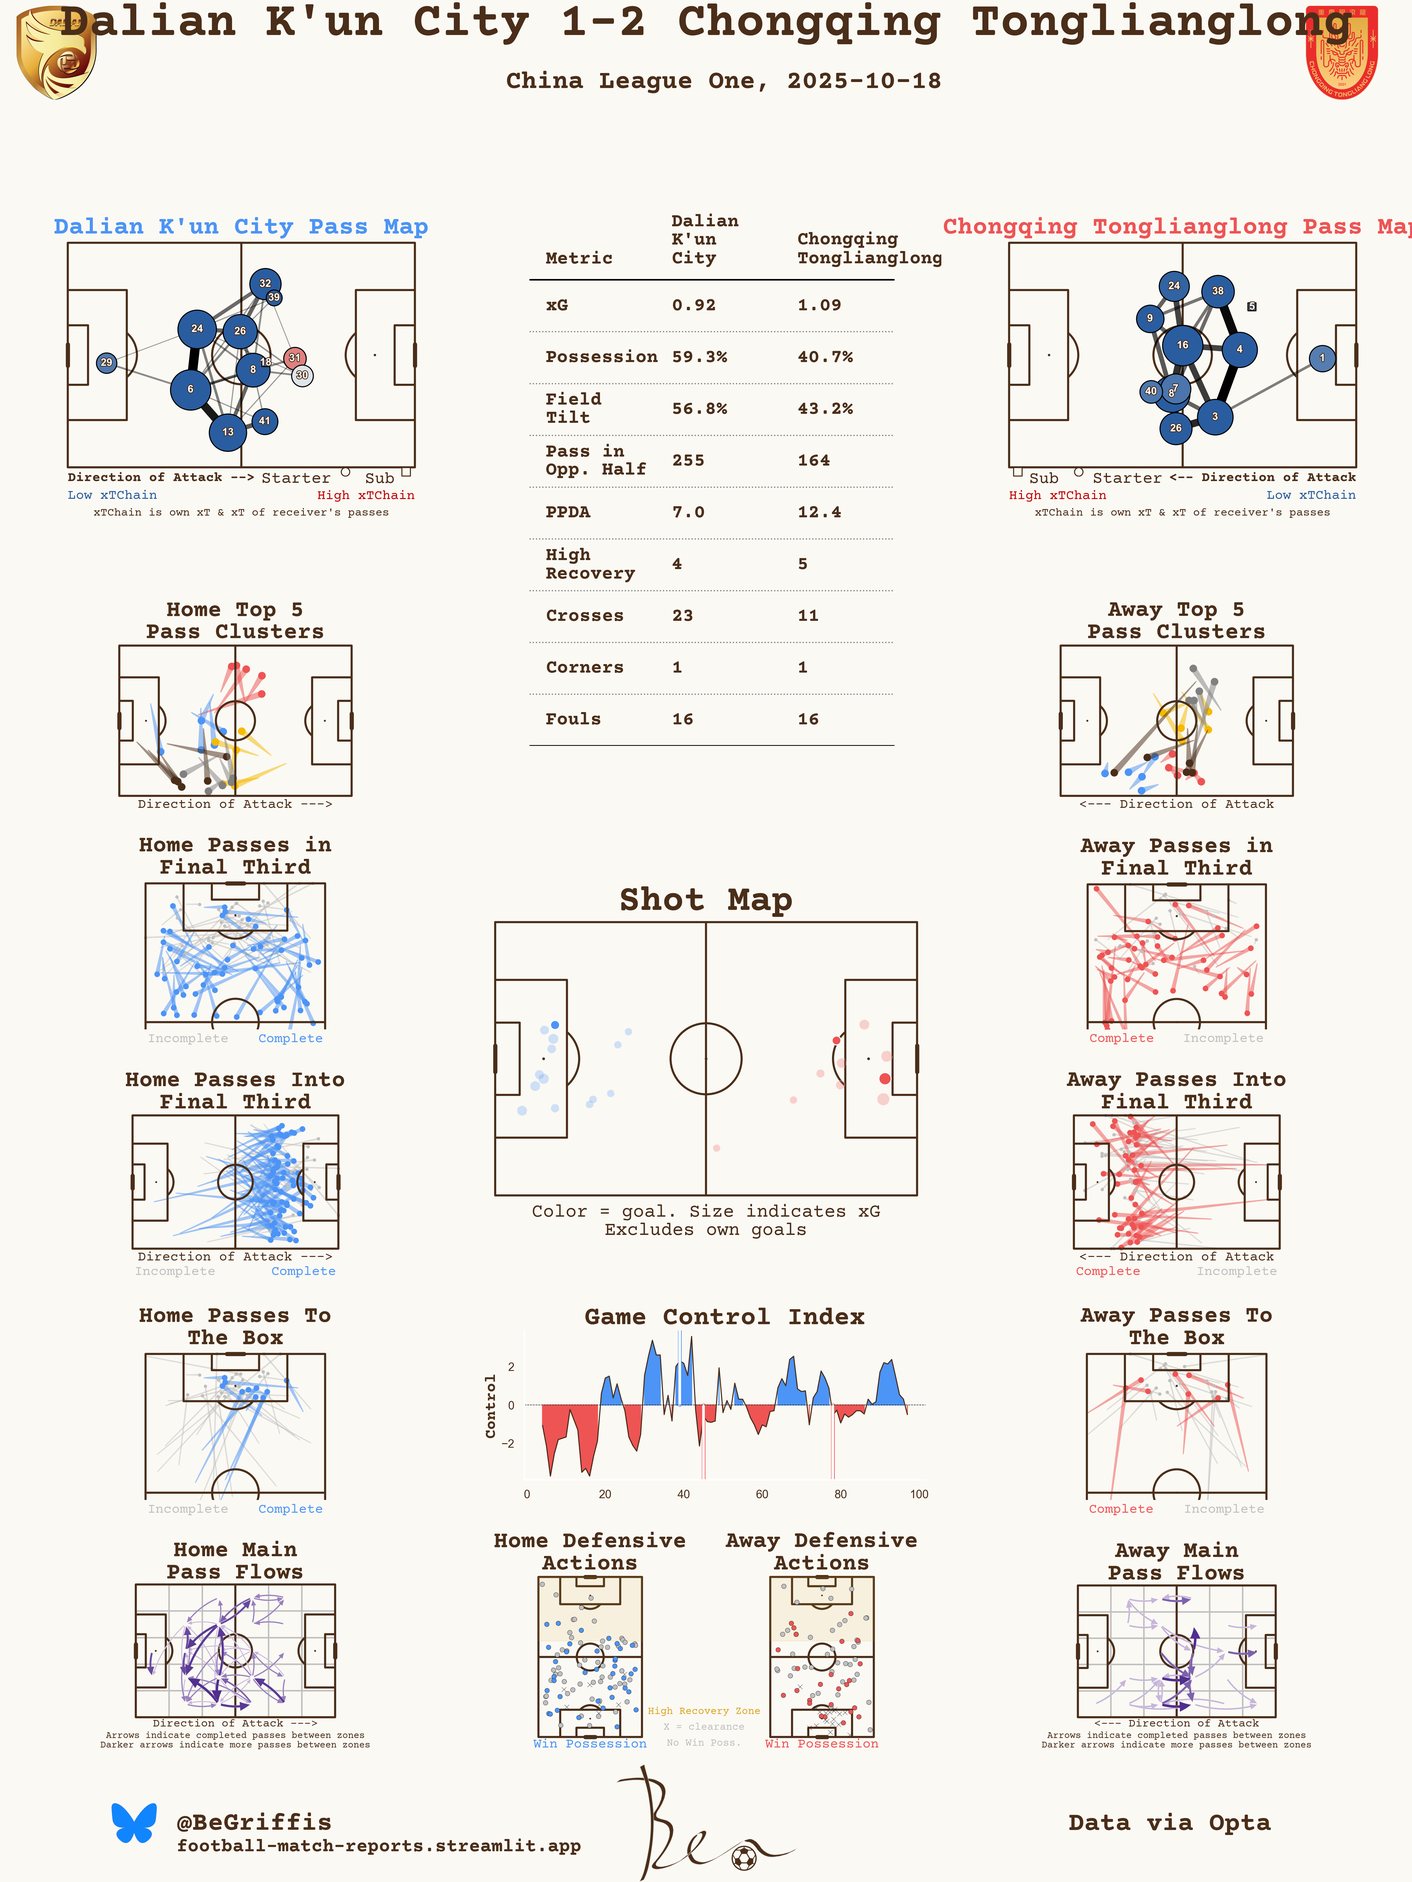 Dalian K'un City 1-2 Chongqing Tonglianglong
China League One, 2025-10-18
DALIAN
CHONGQING TONGLIANGLONG
Dalian K'un City Pass Map
32
39
24
26
29
18
31
8
30
6
41
13
Direction of Attack --> Starter Sub
Low xTChain High xTChain
xTChain is own xT & xT of receiver's passes
Metric Dalian K'un City Chongqing Tonglianglong
xG 0.92 1.09
Possession 59.3% 40.7%
Field Tilt 56.8% 43.2%
Pass in Opp. Half 255 164
PPDA 7.0 12.4
High Recovery 4 5
Crosses 23 11
Corners 1 1
Fouls 16 16
Chongqing Tonglianglong Pass Map
24
38
5
9
16
4
1
7
40
8
3
26
Sub Starter <-- Direction of Attack
High xTChain Low xTChain
xTChain is own xT & xT of receiver's passes
Home Top 5
Pass Clusters
Direction of Attack --->
Away Top 5
Pass Clusters
<--- Direction of Attack
Home Passes in
Final Third
Incomplete Complete
Away Passes in
Final Third
Complete Incomplete
Shot Map
Color = goal. Size indicates xG
Excludes own goals
Home Passes Into
Final Third
Direction of Attack --->
Incomplete Complete
Away Passes Into
Final Third
<--- Direction of Attack
Complete Incomplete
Home Passes To
The Box
Incomplete Complete
Game Control Index
Control
2
0
−2
0 20 40 60 80 100
Away Passes To
The Box
Complete Incomplete
Home Main
Pass Flows
Direction of Attack --->
Arrows indicate completed passes between zones
Darker arrows indicate more passes between zones
Home Defensive
Actions
Win Possession
High Recovery Zone
X = clearance
No Win Poss.
Away Defensive
Actions
Win Possession
Away Main
Pass Flows
<--- Direction of Attack
Arrows indicate completed passes between zones
Darker arrows indicate more passes between zones
@BeGriffis
football-match-reports.streamlit.app
Ben
Data via Opta